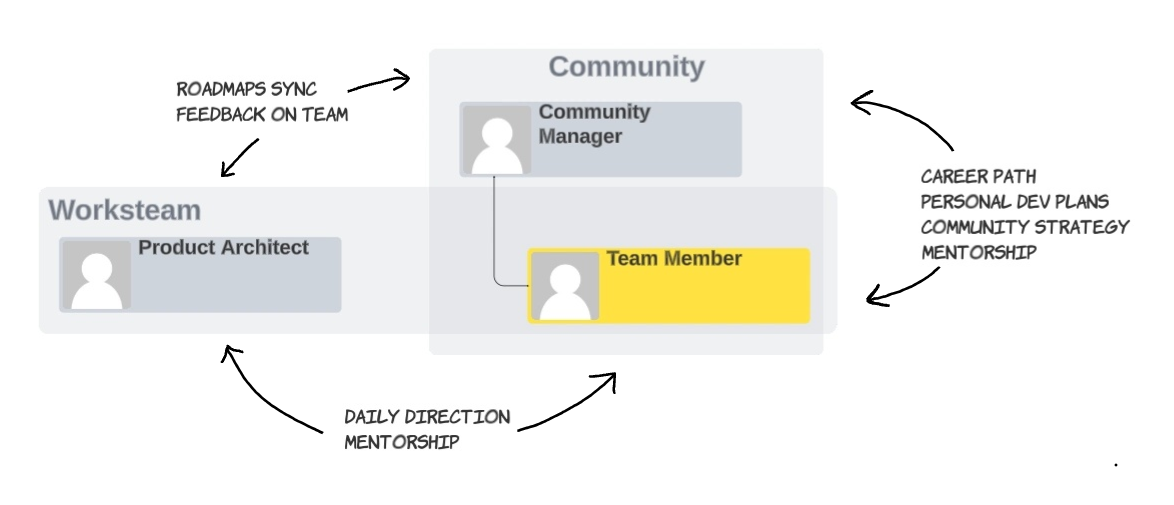 Community
ROADMAPS SYNC
FEEDBACK ON TEAM
Community
Manager
Worksteam
Product Architect
Team Member
CAREER PATH
PERSONAL DEV PLANS
COMMUNITY STRATEGY
MENTORSHIP
DAILY DIRECTION
MENTORSHIP
.